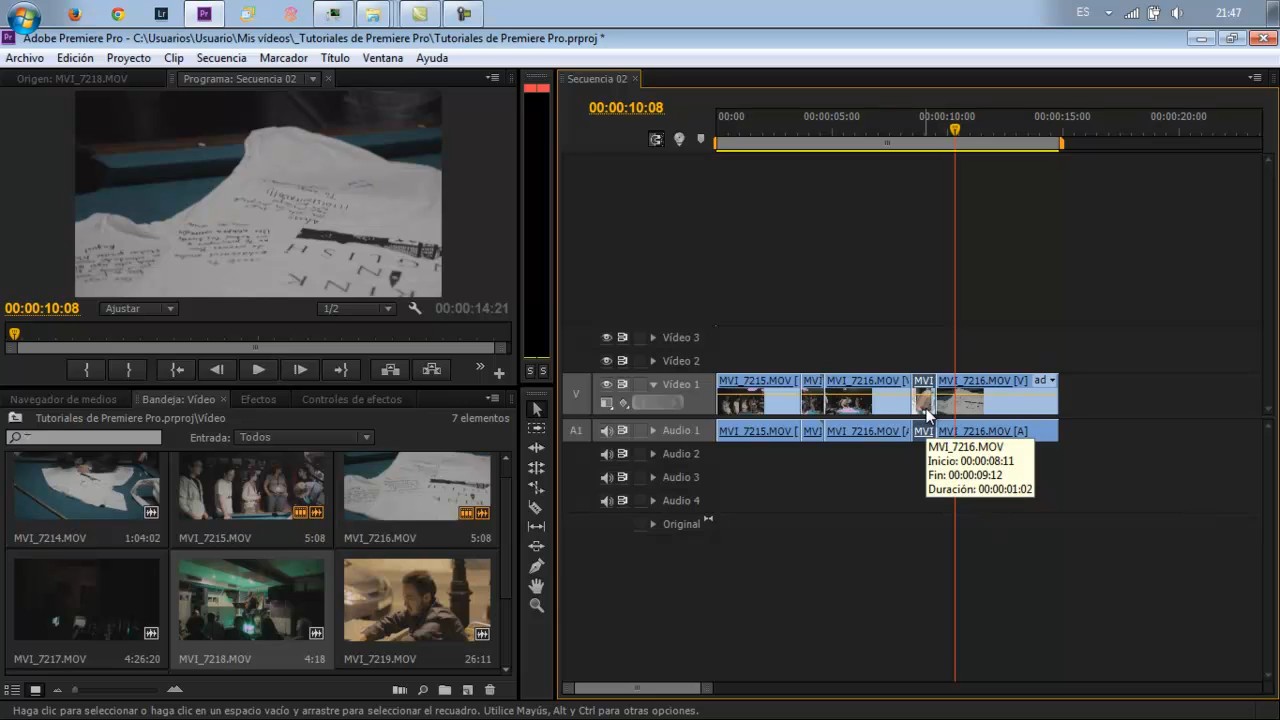 Lr
Pr
ES
21:47
Pr Adobe Premiere Pro - C:\Usuarios\Usuario\Mis vídeos\_Tutoriales de Premiere Pro\Tutoriales de Premiere Pro.prproj *
Archivo Edición Proyecto Clip Secuencia Marcador Título Ventana Ayuda
Origen: MVI_7218.MOV
Programa: Secuencia 02
ENGLISH
00:00:10:08
Ajustar
1/2
00:00:14:21
S S
Navegador de medios
Bandeja: Vídeo
Efectos
Controles de efectos
Tutoriales de Premiere Pro.prproj\Vídeo
7 elementos
Entrada: Todos
MVI_7214.MOV 1:04:02
MVI_7215.MOV 5:08
MVI_7216.MOV 5:08
MVI_7217.MOV 4:26:20
MVI_7218.MOV 4:18
MVI_7219.MOV 26:11
Secuencia 02
00:00:10:08
00:00 00:00:05:00 00:00:10:00 00:00:15:00 00:00:20:00
Vídeo 3
Vídeo 2
V
Vídeo 1
MVI_7215.MOV [ MVI MVI_7216.MOV [V MVI MVI_7216.MOV [V] ad
A1
Audio 1
MVI_7215.MOV [ MVI MVI_7216.MOV [A MVI MVI_7216.MOV [A]
Audio 2
Audio 3
Audio 4
Original
MVI_7216.MOV
Inicio: 00:00:08:11
Fin: 00:00:09:12
Duración: 00:00:01:02
Haga clic para seleccionar o haga clic en un espacio vacío y arrastre para seleccionar el recuadro. Utilice Mayús, Alt y Ctrl para otras opciones.